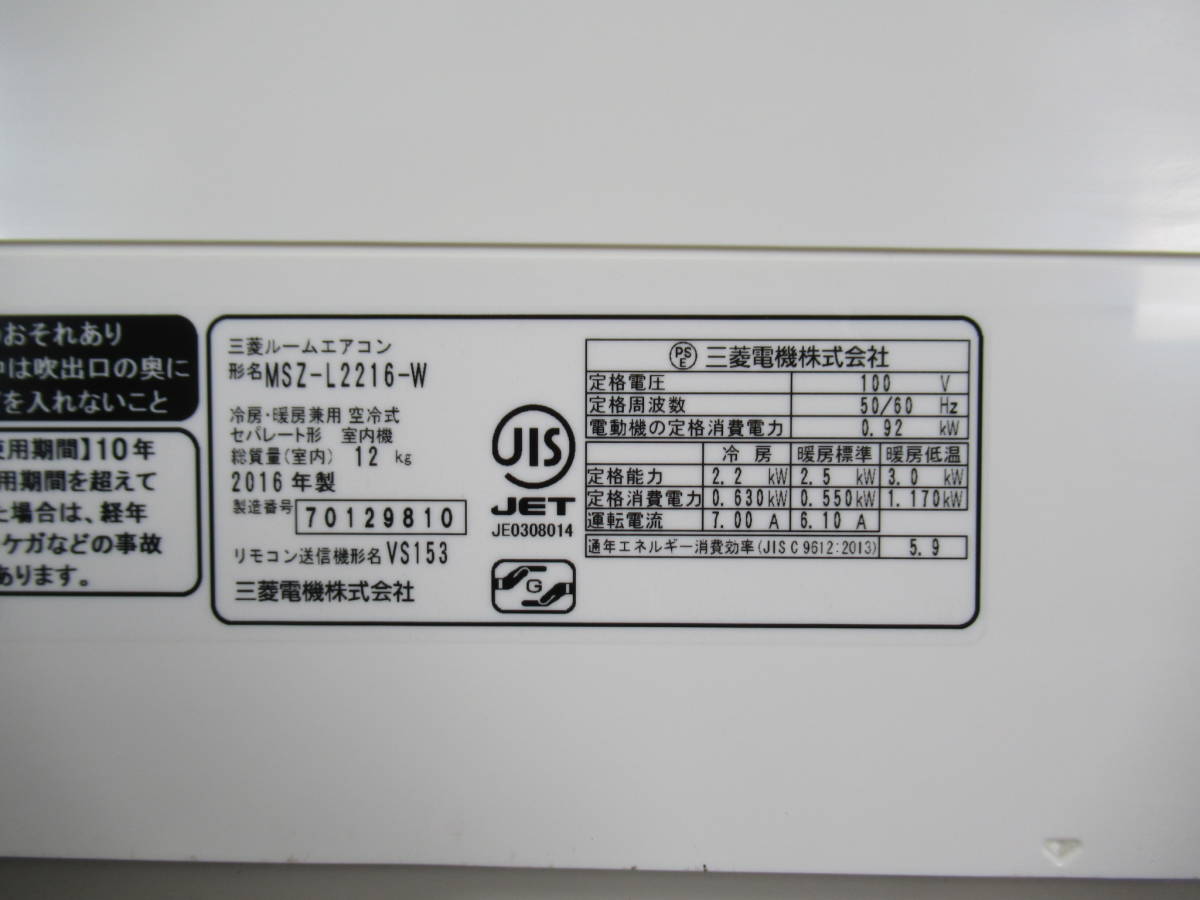 おそれあり
は吹出口の奥に
を入れないこと
使用期間】10年
用期間を超えて
た場合は、経年
ケガなどの事故
あります。
三菱ルームエアコン
形名 MSZ-L2216-W
冷房・暖房兼用 空冷式
セパレート形 室内機
総質量(室内) 12 kg
2016 年製
製造番号 70129810
リモコン送信機形名 VS153
三菱電機株式会社
JIS
JET
JE0308014
G
PS E 三菱電機株式会社
定格電圧 100 V
定格周波数 50/60 Hz
電動機の定格消費電力 0.92 kW
冷房 暖房標準 暖房低温
定格能力 2.2 kW 2.5 kW 3.0 kW
定格消費電力 0.630kW 0.550kW 1.170kW
運転電流 7.00 A 6.10 A
通年エネルギー消費効率(JIS C 9612:2013) 5.9